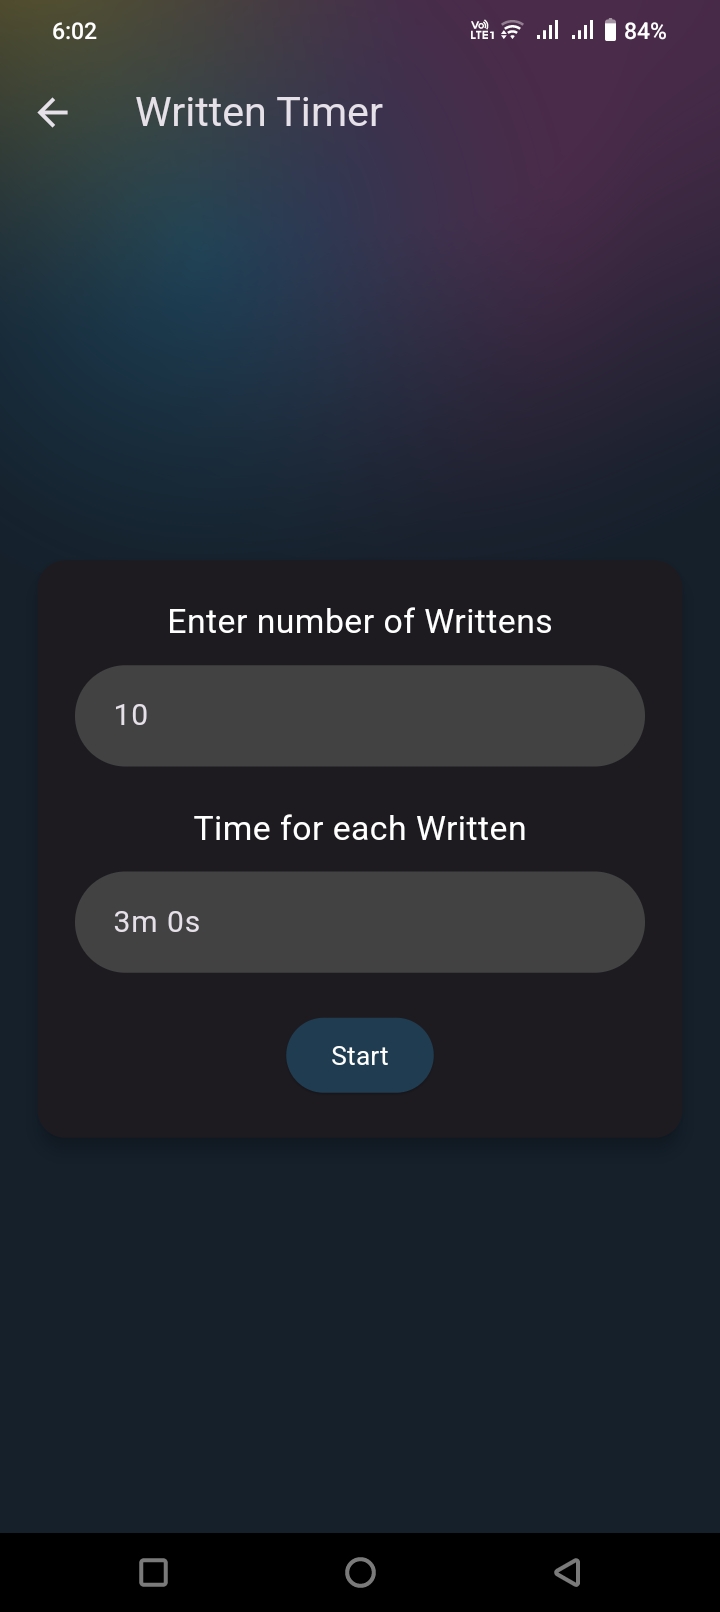 6:02 Vo) LTE1 84%
Written Timer
Enter number of Writtens
10
Time for each Written
3m 0s
Start